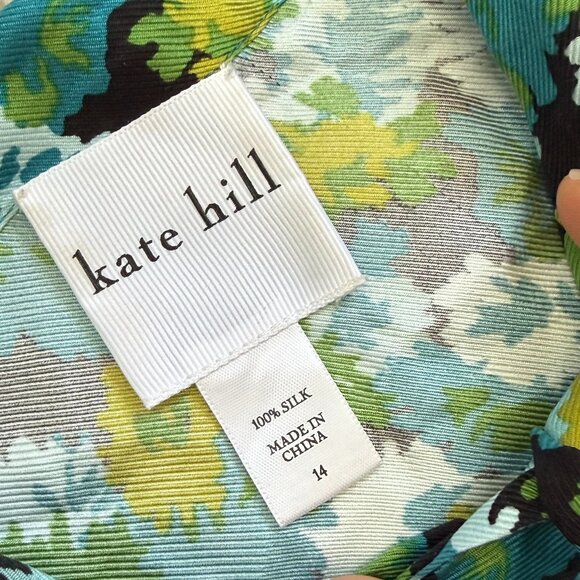 kate hill
100% SILK
MADE IN
CHINA
14